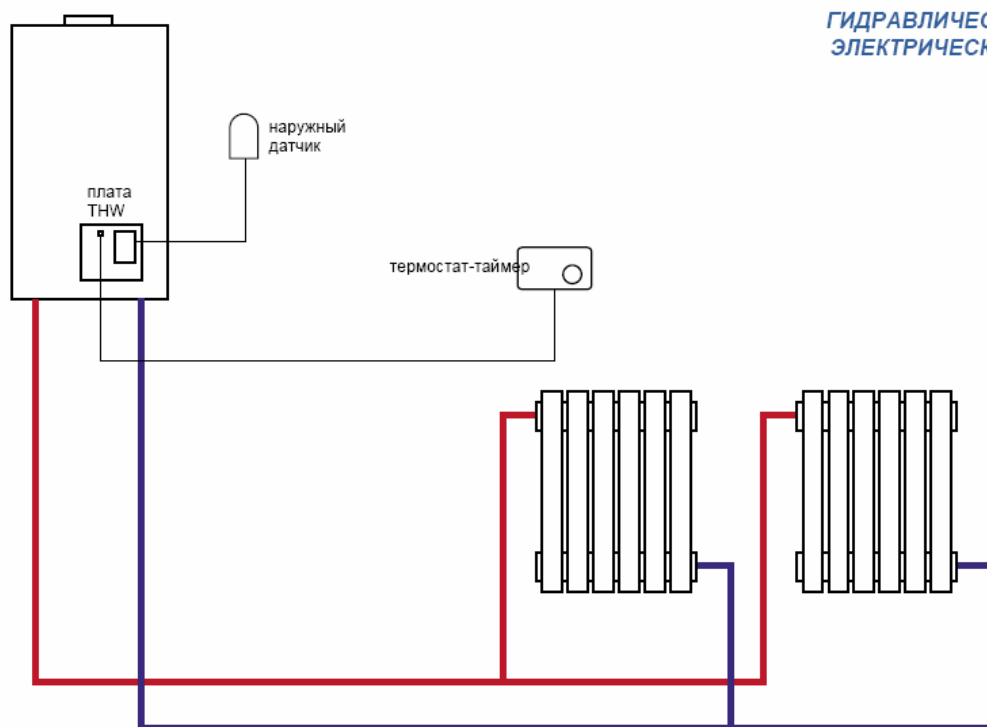 ГИДРАВЛИЧЕС
ЭЛЕКТРИЧЕСК
наружный
датчик
плата
THW
термостат-таймер